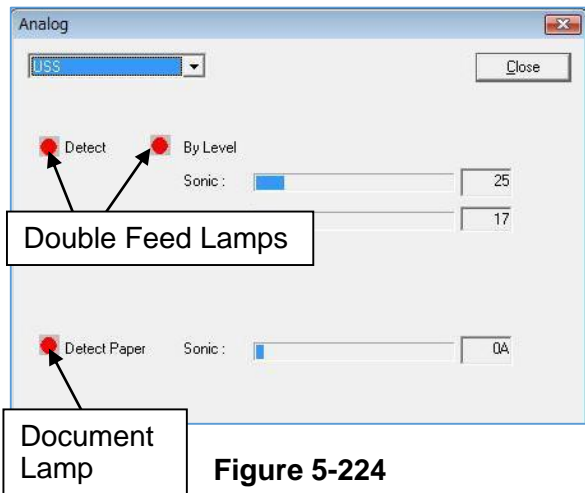 Analog
USS
Close
Detect
By Level
Sonic :
25
17
Double Feed Lamps
Detect Paper
Sonic :
0A
Document
Lamp
Figure 5-224